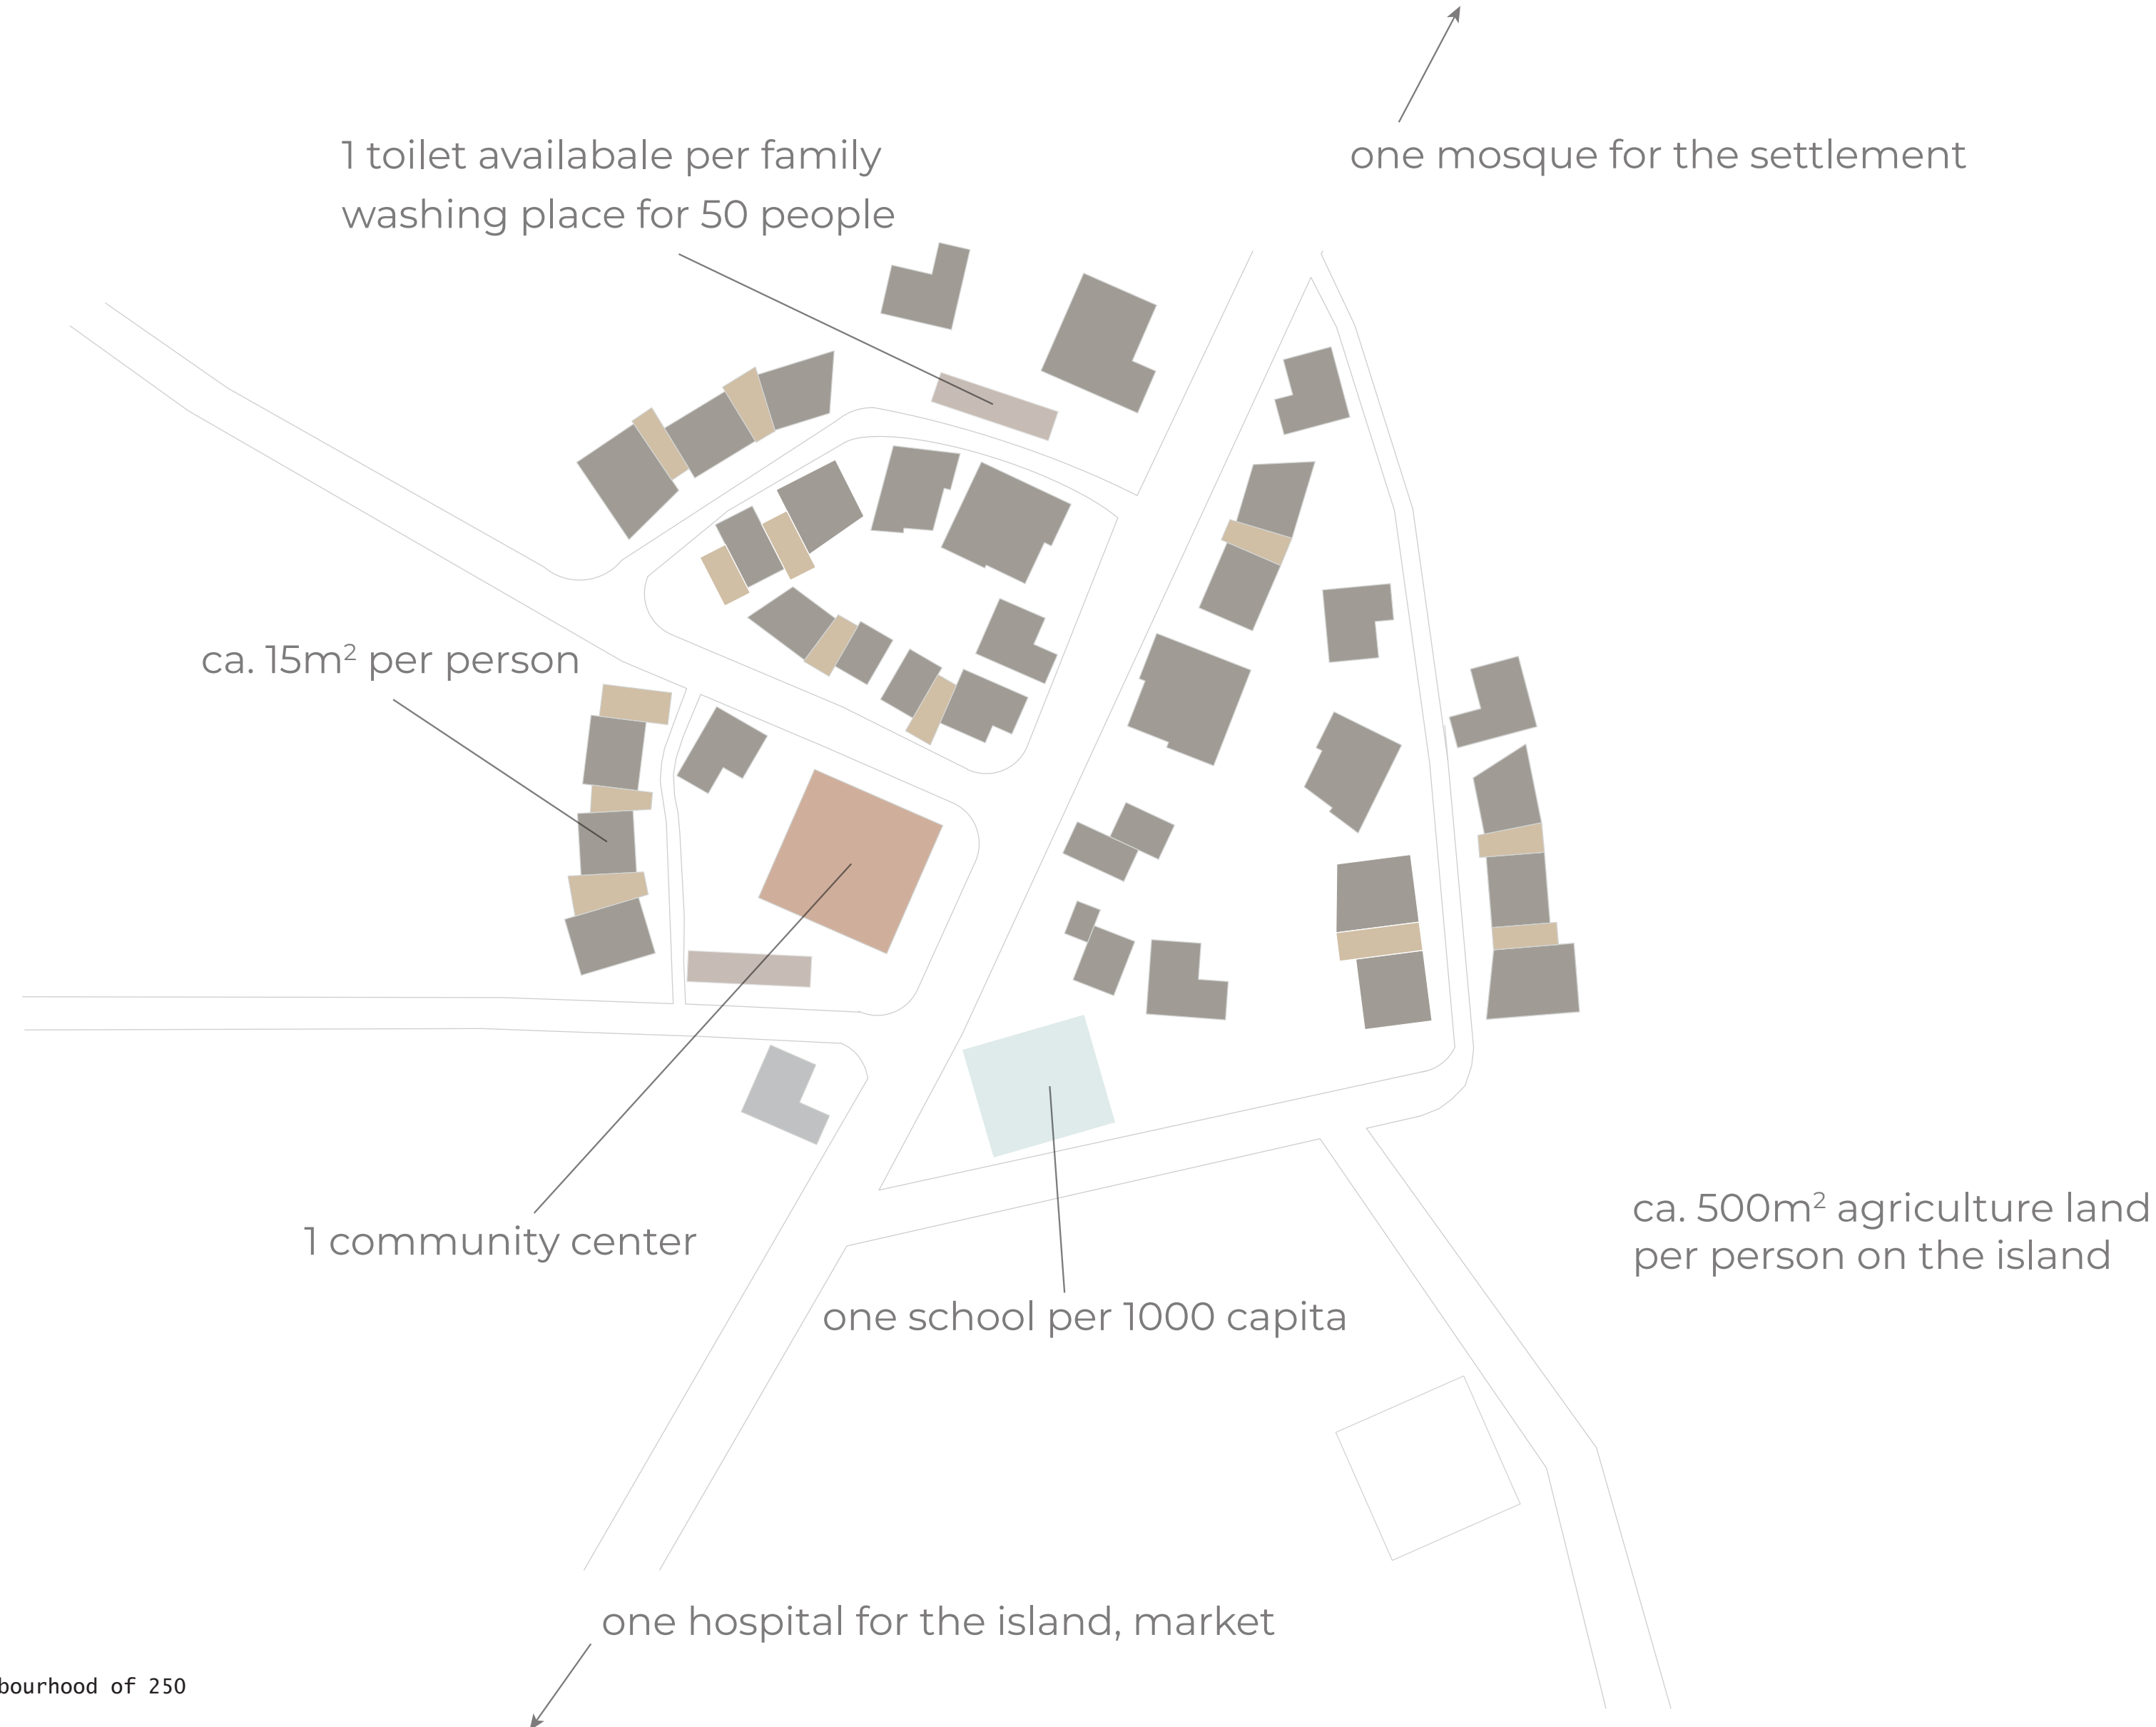 1 toilet availabale per family
washing place for 50 people
one mosque for the settlement
ca. 15m² per person
1 community center
ca. 500m² agriculture land
per person on the island
one school per 1000 capita
one hospital for the island, market
bourhood of 250